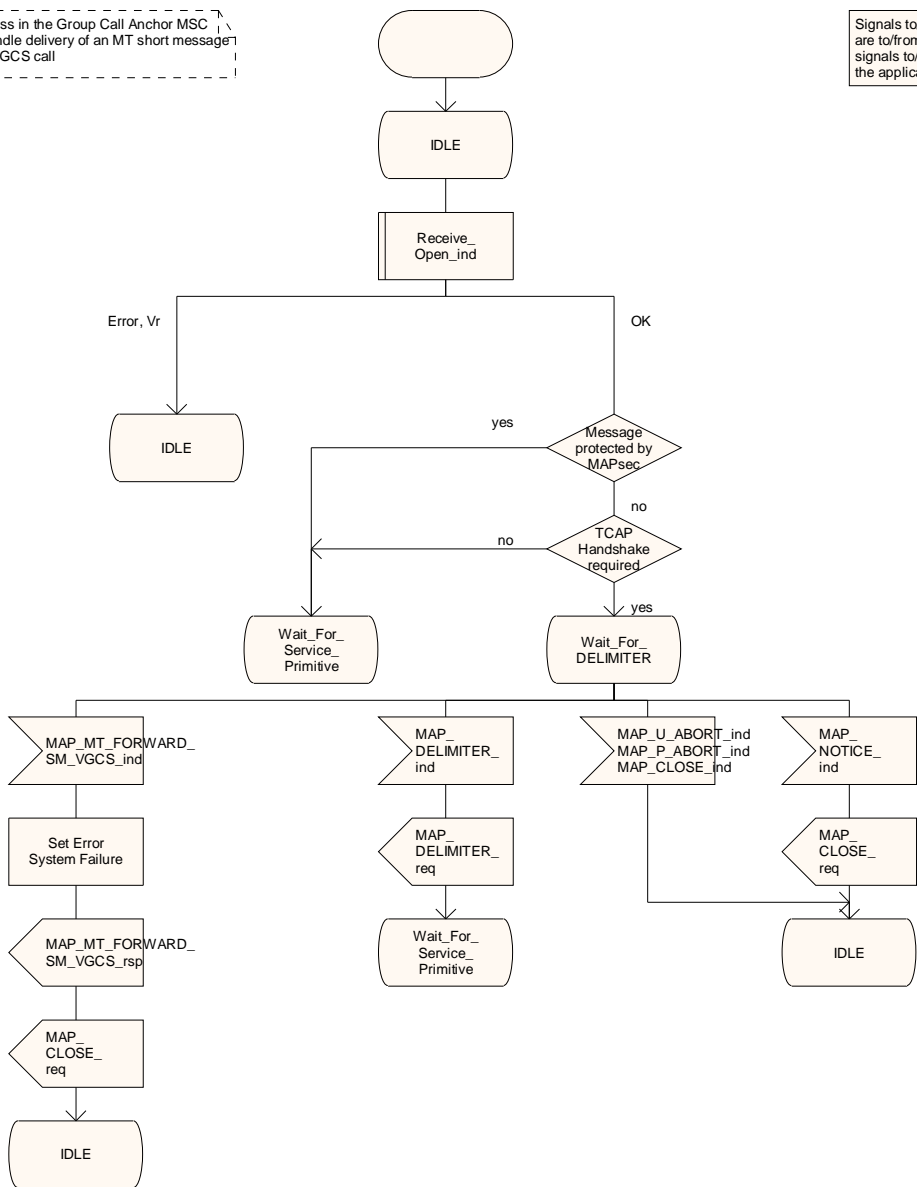 ss in the Group Call Anchor MSC
ndle delivery of an MT short message
GCS call
Signals to
are to/from
signals to/
the applica
IDLE
Receive_
Open_ind
Error, Vr
OK
IDLE
yes
Message
protected by
MAPsec
no
no
TCAP
Handshake
required
yes
Wait_For_
Service_
Primitive
Wait_For_
DELIMITER
MAP_MT_FORWARD_
SM_VGCS_ind
MAP_
DELIMITER_
ind
MAP_U_ABORT_ind
MAP_P_ABORT_ind
MAP_CLOSE_ind
MAP_
NOTICE_
ind
Set Error
System Failure
MAP_
DELIMITER_
req
MAP_
CLOSE_
req
MAP_MT_FORWARD_
SM_VGCS_rsp
Wait_For_
Service_
Primitive
IDLE
MAP_
CLOSE_
req
IDLE